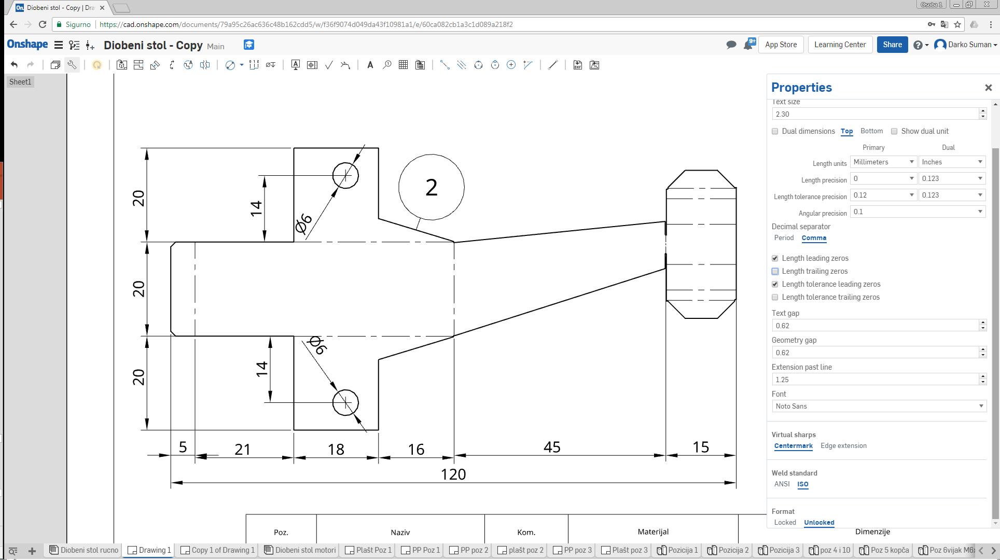 Diobeni stol - Copy | Dra
Osoba 1
Sigurno https://cad.onshape.com/documents/79a95c26ac636c48b162cdd5/w/f36f9074d049da43f10981a1/e/60ca082cb1a3c1d089a218f2
Onshape Diobeni stol - Copy Main 9+ App Store Learning Center Share Darko Suman
Sheet1
Properties
Text size
2.30
Dual dimensions Top Bottom Show dual unit
Primary Dual
Length units Millimeters Inches
Length precision 0 0.123
Length tolerance precision 0.12 0.123
Angular precision 0.1
Decimal separator
Period Comma
Length leading zeros
Length trailing zeros
Length tolerance leading zeros
Length tolerance trailing zeros
Text gap
0.62
Geometry gap
0.62
Extension past line
1.25
Font
Noto Sans
Virtual sharps
Centermark Edge extension
Weld standard
ANSI ISO
Format
Locked Unlocked
2
20
14
Ø6
20
Ø6
14
20
5 21 18 16 45 15
120
Poz. Naziv Kom. Materijal Dimenzije
Diobeni stol rucno Drawing 1 Copy 1 of Drawing 1 Diobeni stol motori Plašt Poz 1 PP Poz 1 PP poz 2 plašt poz 2 PP poz 3 Plašt poz 3 Pozicija 1 Pozicija 2 Pozicija 3 poz 4 i 10 Poz 5 kopča Poz 6vijak M6x